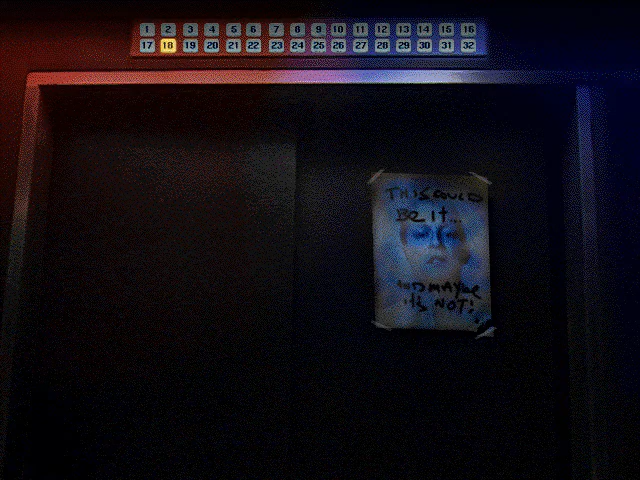 1 2 3 4 5 6 7 8 9 10 11 12 13 14 15 16
17 18 19 20 21 22 23 24 25 26 27 28 29 30 31 32
THIS COULD
BE IT...
MAYBE
it's NOT!